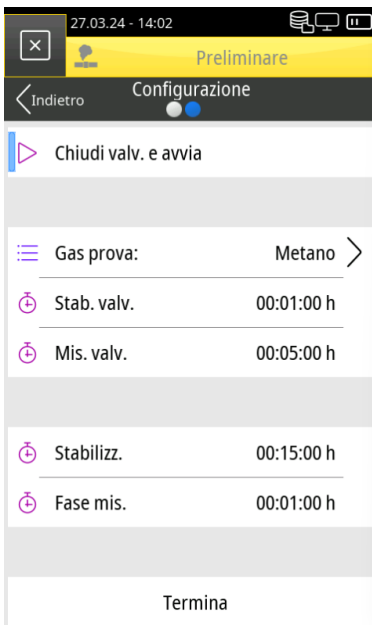 27.03.24 - 14:02
Preliminare
Indietro
Configurazione
Chiudi valv. e avvia
Gas prova: Metano
Stab. valv. 00:01:00 h
Mis. valv. 00:05:00 h
Stabilizz. 00:15:00 h
Fase mis. 00:01:00 h
Termina